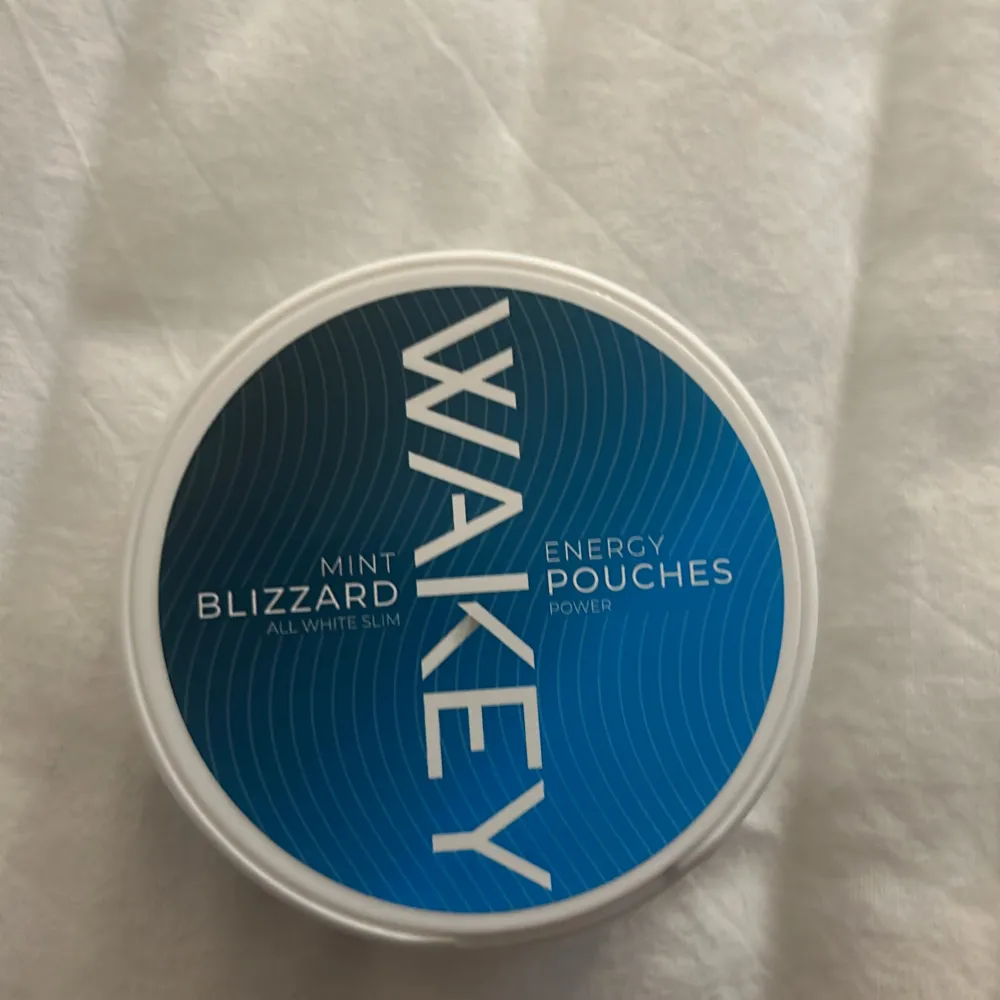 WAKEY
MINT
BLIZZARD
ALL WHITE SLIM
ENERGY
POUCHES
POWER